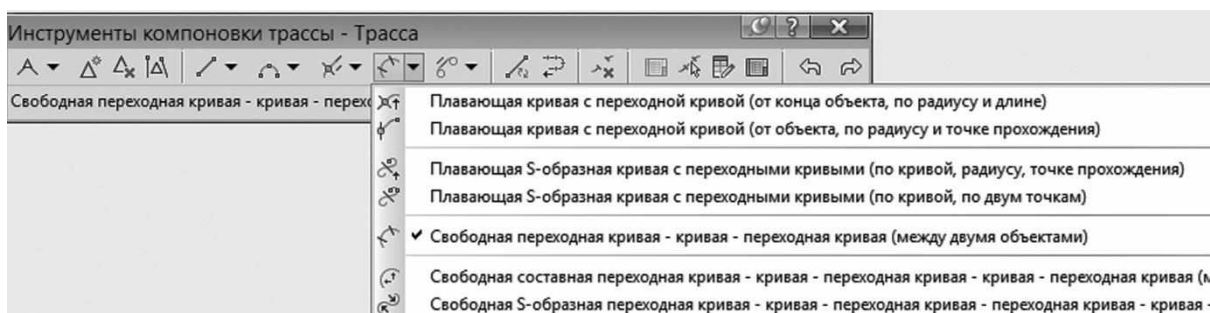 Инструменты компоновки трассы - Трасса
Свободная переходная кривая - кривая -
Плавающая кривая с переходной кривой (от конца объекта, по радиусу и длине)
Плавающая кривая с переходной кривой (от объекта, по радиусу и точке прохождения)
Плавающая S-образная кривая с переходными кривыми (по кривой, радиусу, точке прохождения)
Плавающая S-образная кривая с переходными кривыми (по кривой, по двум точкам)
Свободная переходная кривая - кривая - переходная кривая (между двумя объектами)
Свободная составная переходная кривая - кривая - переходная кривая - кривая - переходная кривая
Свободная S-образная переходная кривая - кривая - переходная кривая - переходная кривая - кривая -